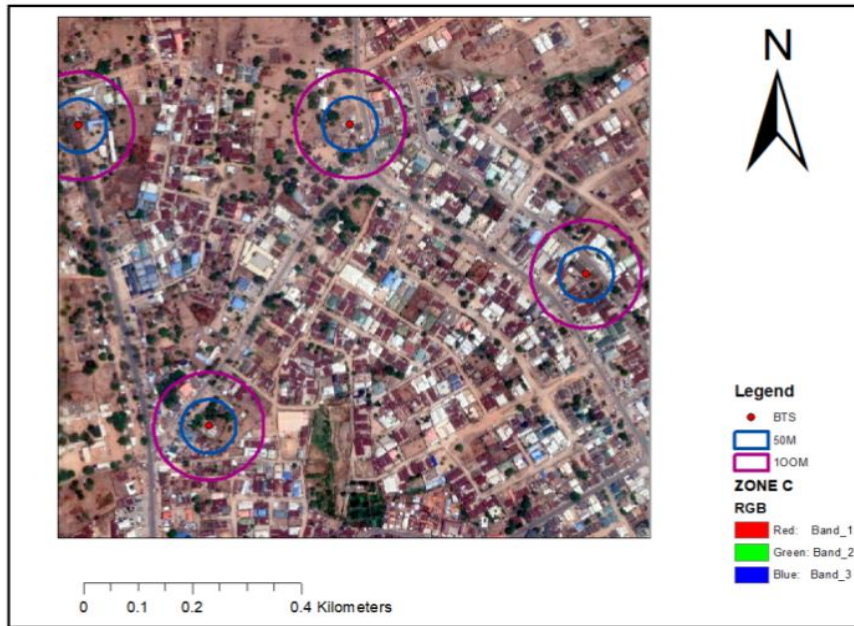 N
Legend
BTS
50M
1OOM
ZONE C
RGB
Red: Band_1
Green: Band_2
Blue: Band_3
0 0.1 0.2 0.4 Kilometers